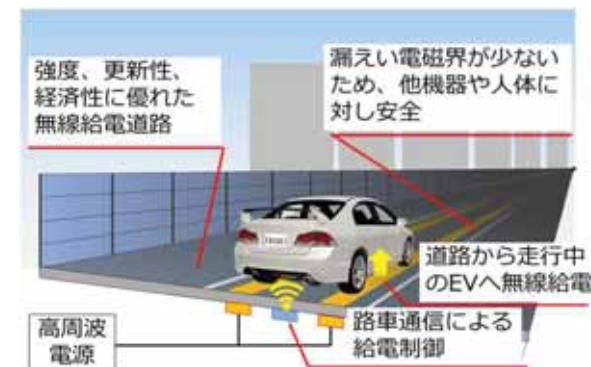 強度、更新性、
経済性に優れた
無線給電道路
漏えい電磁界が少ない
ため、他機器や人体に
対し安全
道路から走行中
のEVへ無線給電
路車通信による
給電制御
高周波
電源